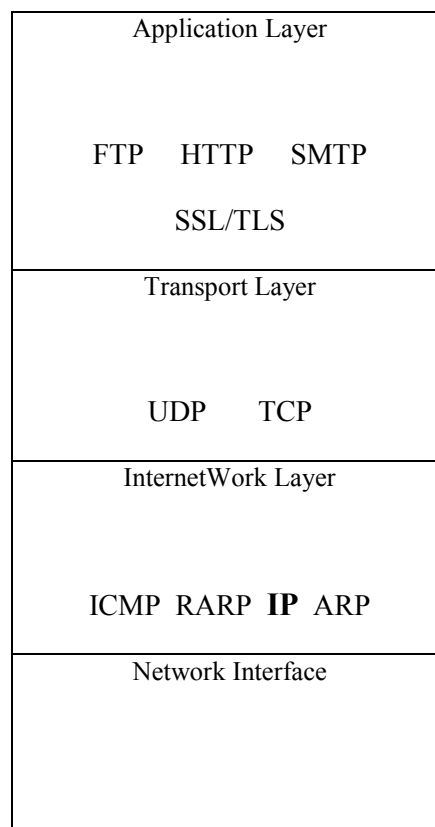 Application Layer
FTP HTTP SMTP
SSL/TLS
Transport Layer
UDP TCP
InternetWork Layer
ICMP RARP IP ARP
Network Interface